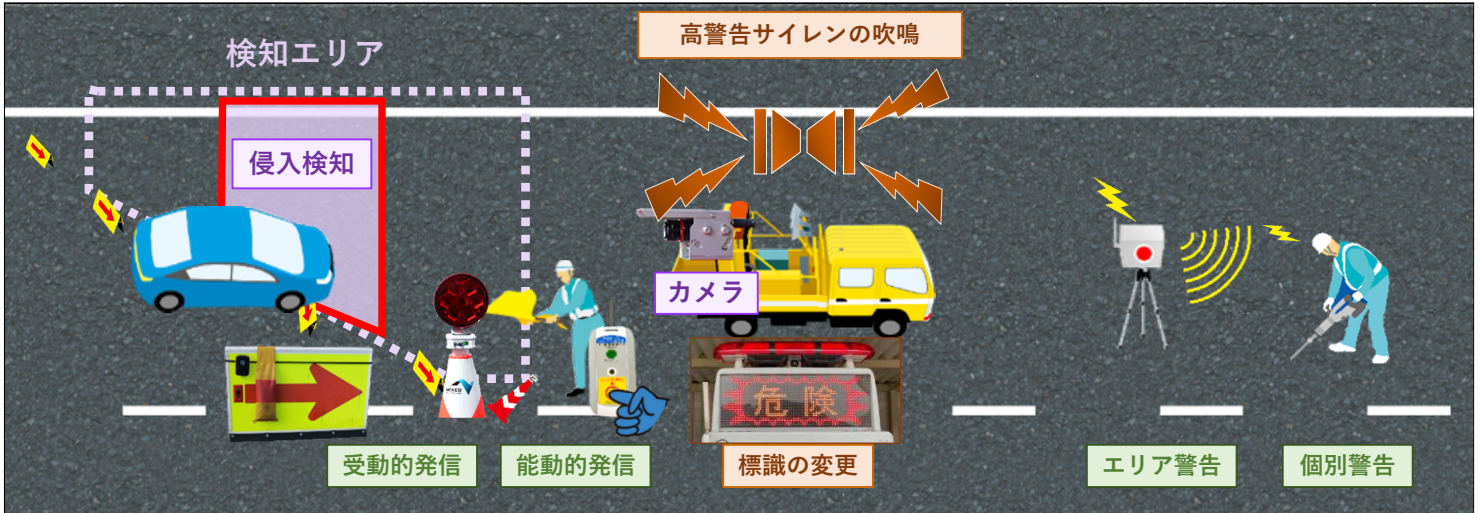 高警告サイレンの吹鳴
検知エリア
侵入検知
カメラ
危険
受動的発信
能動的発信
標識の変更
エリア警告
個別警告